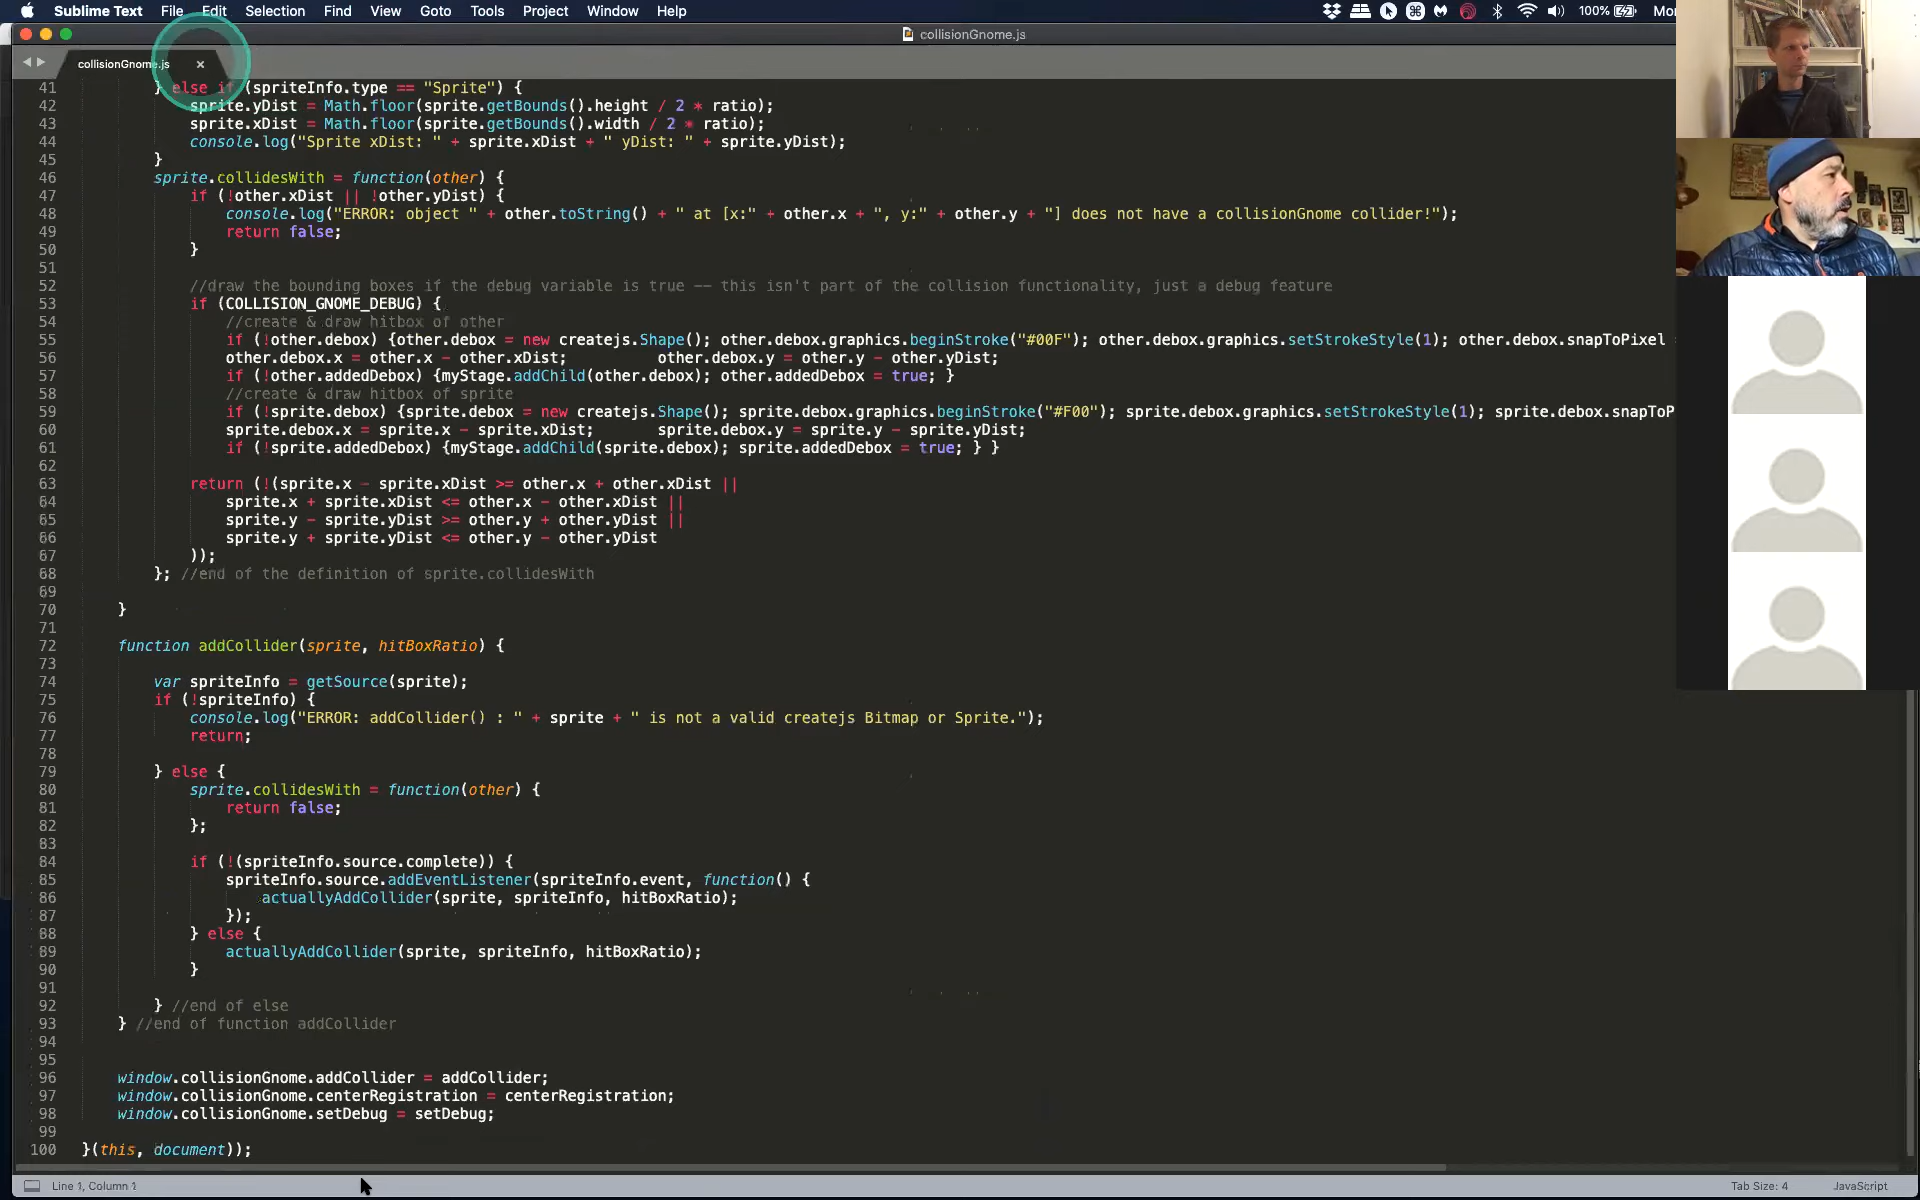 Sublime Text File Edit Selection Find View Goto Tools Project Window Help 100% Mo
collisionGnome.js
collisionGnome.js
41 } else if (spriteInfo.type == "Sprite") {
42 sprite.yDist = Math.floor(sprite.getBounds().height / 2 * ratio);
43 sprite.xDist = Math.floor(sprite.getBounds().width / 2 * ratio);
44 console.log("Sprite xDist: " + sprite.xDist + " yDist: " + sprite.yDist);
45 }
46 sprite.collidesWith = function(other) {
47 if (!other.xDist || !other.yDist) {
48 console.log("ERROR: object " + other.toString() + " at [x:" + other.x + ", y:" + other.y + "] does not have a collisionGnome collider!");
49 return false;
50 }
51
52 //draw the bounding boxes if the debug variable is true -- this isn't part of the collision functionality, just a debug feature
53 if (COLLISION_GNOME_DEBUG) {
54 //create & draw hitbox of other
55 if (!other.debox) {other.debox = new createjs.Shape(); other.debox.graphics.beginStroke("#00F"); other.debox.graphics.setStrokeStyle(1); other.debox.snapToPixel
56 other.debox.x = other.x - other.xDist; other.debox.y = other.y - other.yDist;
57 if (!other.addedDebox) {myStage.addChild(other.debox); other.addedDebox = true; }
58 //create & draw hitbox of sprite
59 if (!sprite.debox) {sprite.debox = new createjs.Shape(); sprite.debox.graphics.beginStroke("#F00"); sprite.debox.graphics.setStrokeStyle(1); sprite.debox.snapToP
60 sprite.debox.x = sprite.x - sprite.xDist; sprite.debox.y = sprite.y - sprite.yDist;
61 if (!sprite.addedDebox) {myStage.addChild(sprite.debox); sprite.addedDebox = true; } }
62
63 return (!(sprite.x - sprite.xDist >= other.x + other.xDist ||
64 sprite.x + sprite.xDist <= other.x - other.xDist ||
65 sprite.y - sprite.yDist >= other.y + other.yDist ||
66 sprite.y + sprite.yDist <= other.y - other.yDist
67 ));
68 }; //end of the definition of sprite.collidesWith
69
70 }
71
72 function addCollider(sprite, hitBoxRatio) {
73
74 var spriteInfo = getSource(sprite);
75 if (!spriteInfo) {
76 console.log("ERROR: addCollider() : " + sprite + " is not a valid createjs Bitmap or Sprite.");
77 return;
78
79 } else {
80 sprite.collidesWith = function(other) {
81 return false;
82 };
83
84 if (!(spriteInfo.source.complete)) {
85 spriteInfo.source.addEventListener(spriteInfo.event, function() {
86 actuallyAddCollider(sprite, spriteInfo, hitBoxRatio);
87 });
88 } else {
89 actuallyAddCollider(sprite, spriteInfo, hitBoxRatio);
90 }
91
92 } //end of else
93 } //end of function addCollider
94
95
96 window.collisionGnome.addCollider = addCollider;
97 window.collisionGnome.centerRegistration = centerRegistration;
98 window.collisionGnome.setDebug = setDebug;
99
100 }(this, document));
Line 1, Column 1 Tab Size: 4 JavaScript